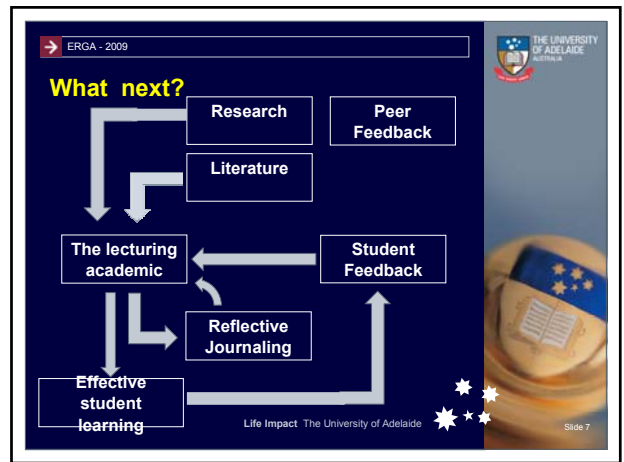 ERGA - 2009
THE UNIVERSITY
OF ADELAIDE
AUSTRALIA
What next?
Research
Peer
Feedback
Literature
The lecturing
academic
Student
Feedback
Reflective
Journaling
Effective
student
learning
Life Impact The University of Adelaide
Slide 7